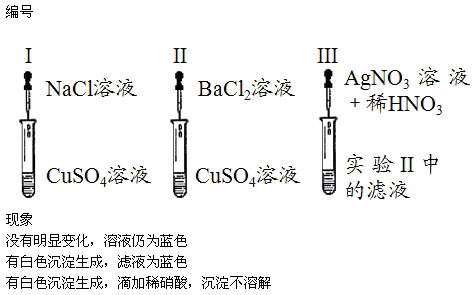 编号
I II III
NaCl溶液 BaCl₂溶液 AgNO₃ 溶 液
+稀HNO₃
CuSO₄溶液 CuSO₄溶液 实 验 II 中
的滤液
现象
没有明显变化，溶液仍为蓝色
有白色沉淀生成，滤液为蓝色
有白色沉淀生成，滴加稀硝酸，沉淀不溶解